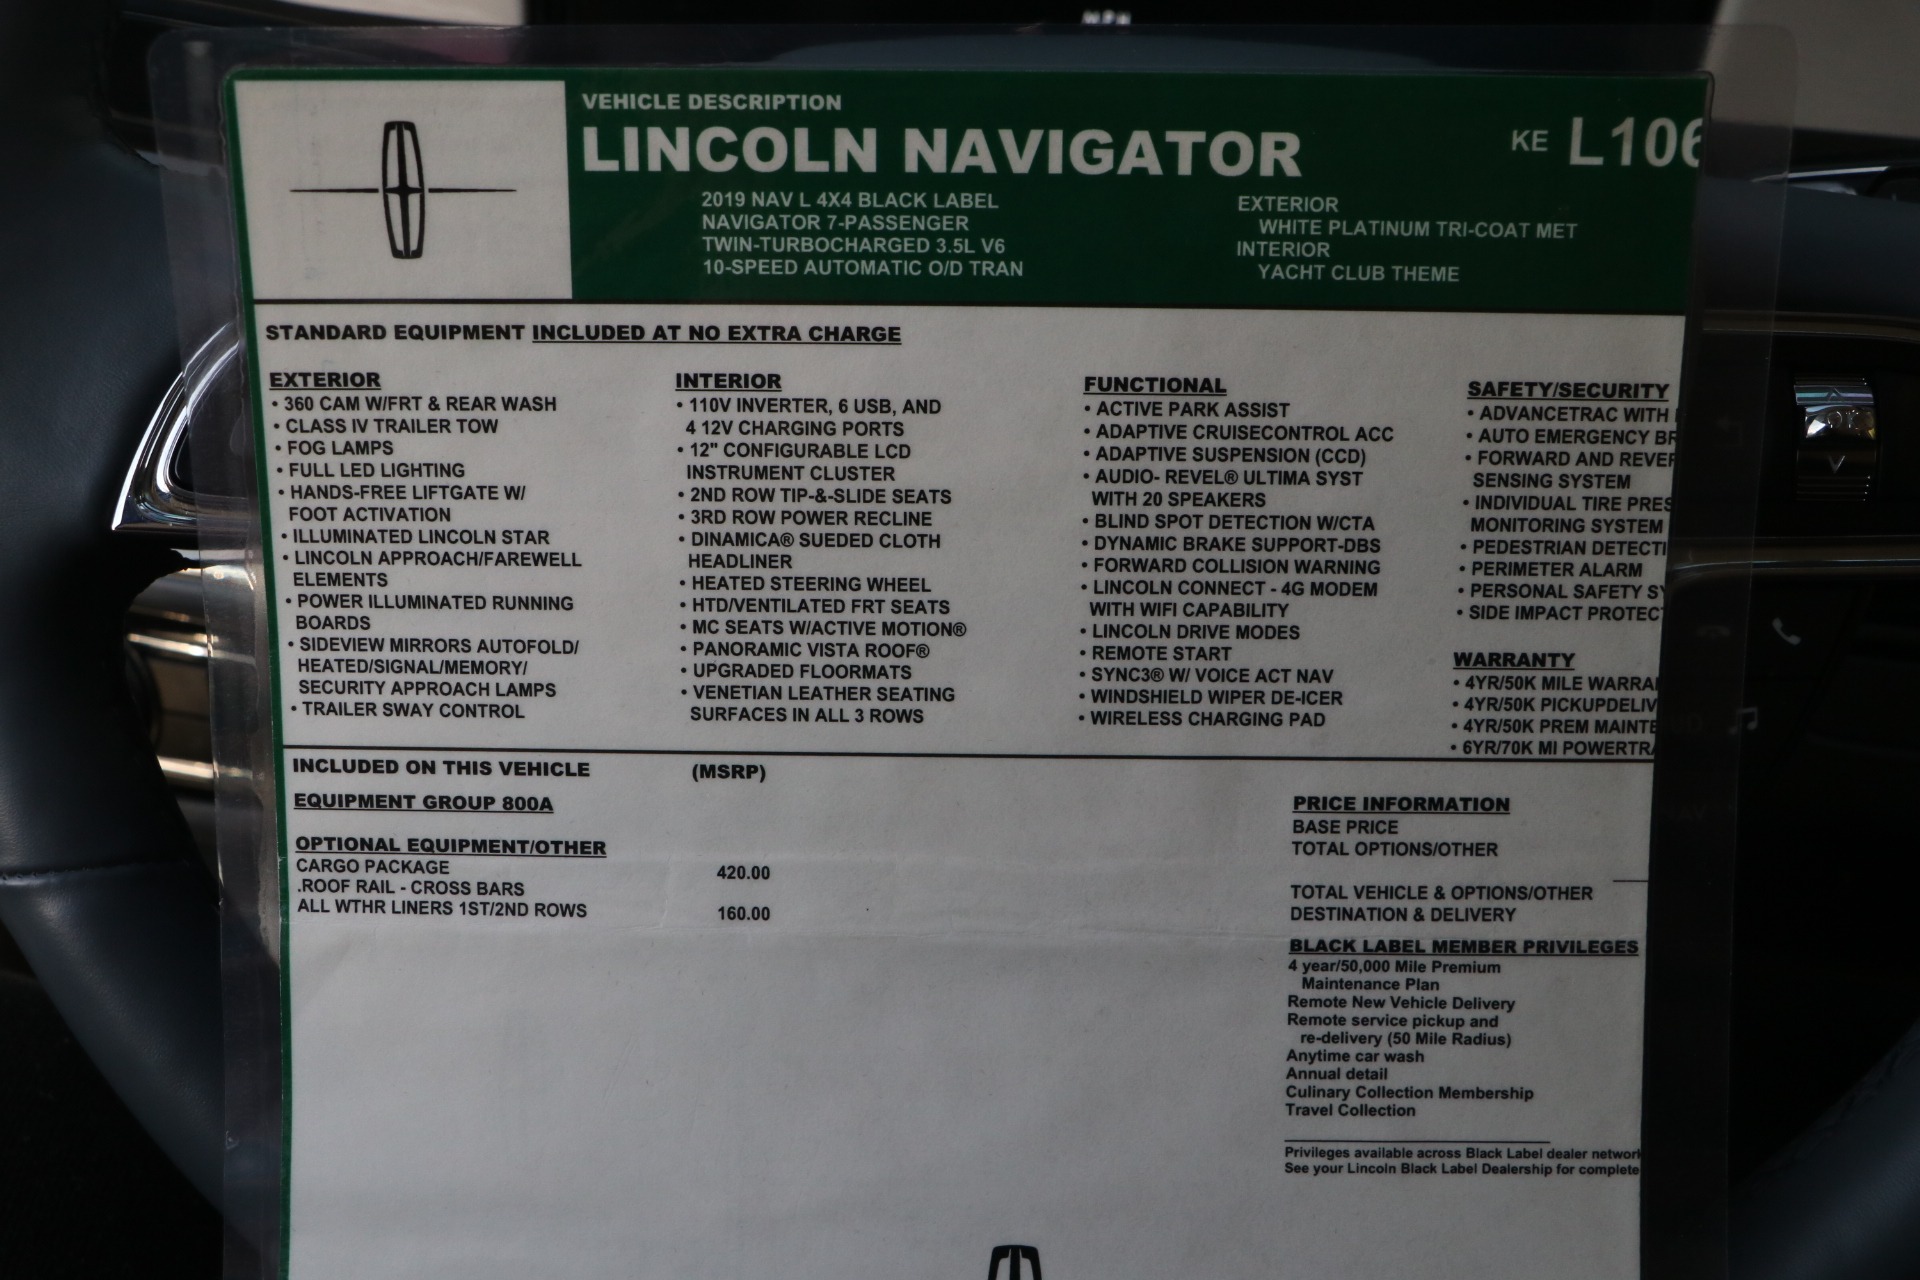 MPH
VEHICLE DESCRIPTION
LINCOLN NAVIGATOR
KE L106
2019 NAV L 4X4 BLACK LABEL
NAVIGATOR 7-PASSENGER
TWIN-TURBOCHARGED 3.5L V6
10-SPEED AUTOMATIC O/D TRAN
EXTERIOR
WHITE PLATINUM TRI-COAT MET
INTERIOR
YACHT CLUB THEME
STANDARD EQUIPMENT INCLUDED AT NO EXTRA CHARGE
EXTERIOR
• 360 CAM W/FRT & REAR WASH
• CLASS IV TRAILER TOW
• FOG LAMPS
• FULL LED LIGHTING
• HANDS-FREE LIFTGATE W/
FOOT ACTIVATION
• ILLUMINATED LINCOLN STAR
• LINCOLN APPROACH/FAREWELL
ELEMENTS
• POWER ILLUMINATED RUNNING
BOARDS
• SIDEVIEW MIRRORS AUTOFOLD/
HEATED/SIGNAL/MEMORY/
SECURITY APPROACH LAMPS
• TRAILER SWAY CONTROL
INTERIOR
• 110V INVERTER, 6 USB, AND
4 12V CHARGING PORTS
• 12" CONFIGURABLE LCD
INSTRUMENT CLUSTER
• 2ND ROW TIP-&-SLIDE SEATS
• 3RD ROW POWER RECLINE
• DINAMICA® SUEDED CLOTH
HEADLINER
• HEATED STEERING WHEEL
• HTD/VENTILATED FRT SEATS
• MC SEATS W/ACTIVE MOTION®
• PANORAMIC VISTA ROOF®
• UPGRADED FLOORMATS
• VENETIAN LEATHER SEATING
SURFACES IN ALL 3 ROWS
FUNCTIONAL
• ACTIVE PARK ASSIST
• ADAPTIVE CRUISECONTROL ACC
• ADAPTIVE SUSPENSION (CCD)
• AUDIO- REVEL® ULTIMA SYST
WITH 20 SPEAKERS
• BLIND SPOT DETECTION W/CTA
• DYNAMIC BRAKE SUPPORT-DBS
• FORWARD COLLISION WARNING
• LINCOLN CONNECT - 4G MODEM
WITH WIFI CAPABILITY
• LINCOLN DRIVE MODES
• REMOTE START
• SYNC3® W/ VOICE ACT NAV
• WINDSHIELD WIPER DE-ICER
• WIRELESS CHARGING PAD
SAFETY/SECURITY
• ADVANCETRAC WITH
• AUTO EMERGENCY BR
• FORWARD AND REVER
SENSING SYSTEM
• INDIVIDUAL TIRE PRES
MONITORING SYSTEM
• PEDESTRIAN DETECTI
• PERIMETER ALARM
• PERSONAL SAFETY SY
• SIDE IMPACT PROTECT
WARRANTY
• 4YR/50K MILE WARRA
• 4YR/50K PICKUPDELIV
• 4YR/50K PREM MAINTE
• 6YR/70K MI POWERTRA
OK
INCLUDED ON THIS VEHICLE (MSRP)
EQUIPMENT GROUP 800A
OPTIONAL EQUIPMENT/OTHER
CARGO PACKAGE 420.00
.ROOF RAIL - CROSS BARS
ALL WTHR LINERS 1ST/2ND ROWS 160.00
PRICE INFORMATION
BASE PRICE
TOTAL OPTIONS/OTHER
TOTAL VEHICLE & OPTIONS/OTHER
DESTINATION & DELIVERY
BLACK LABEL MEMBER PRIVILEGES
4 year/50,000 Mile Premium
Maintenance Plan
Remote New Vehicle Delivery
Remote service pickup and
re-delivery (50 Mile Radius)
Anytime car wash
Annual detail
Culinary Collection Membership
Travel Collection
Privileges available across Black Label dealer network
See your Lincoln Black Label Dealership for complete